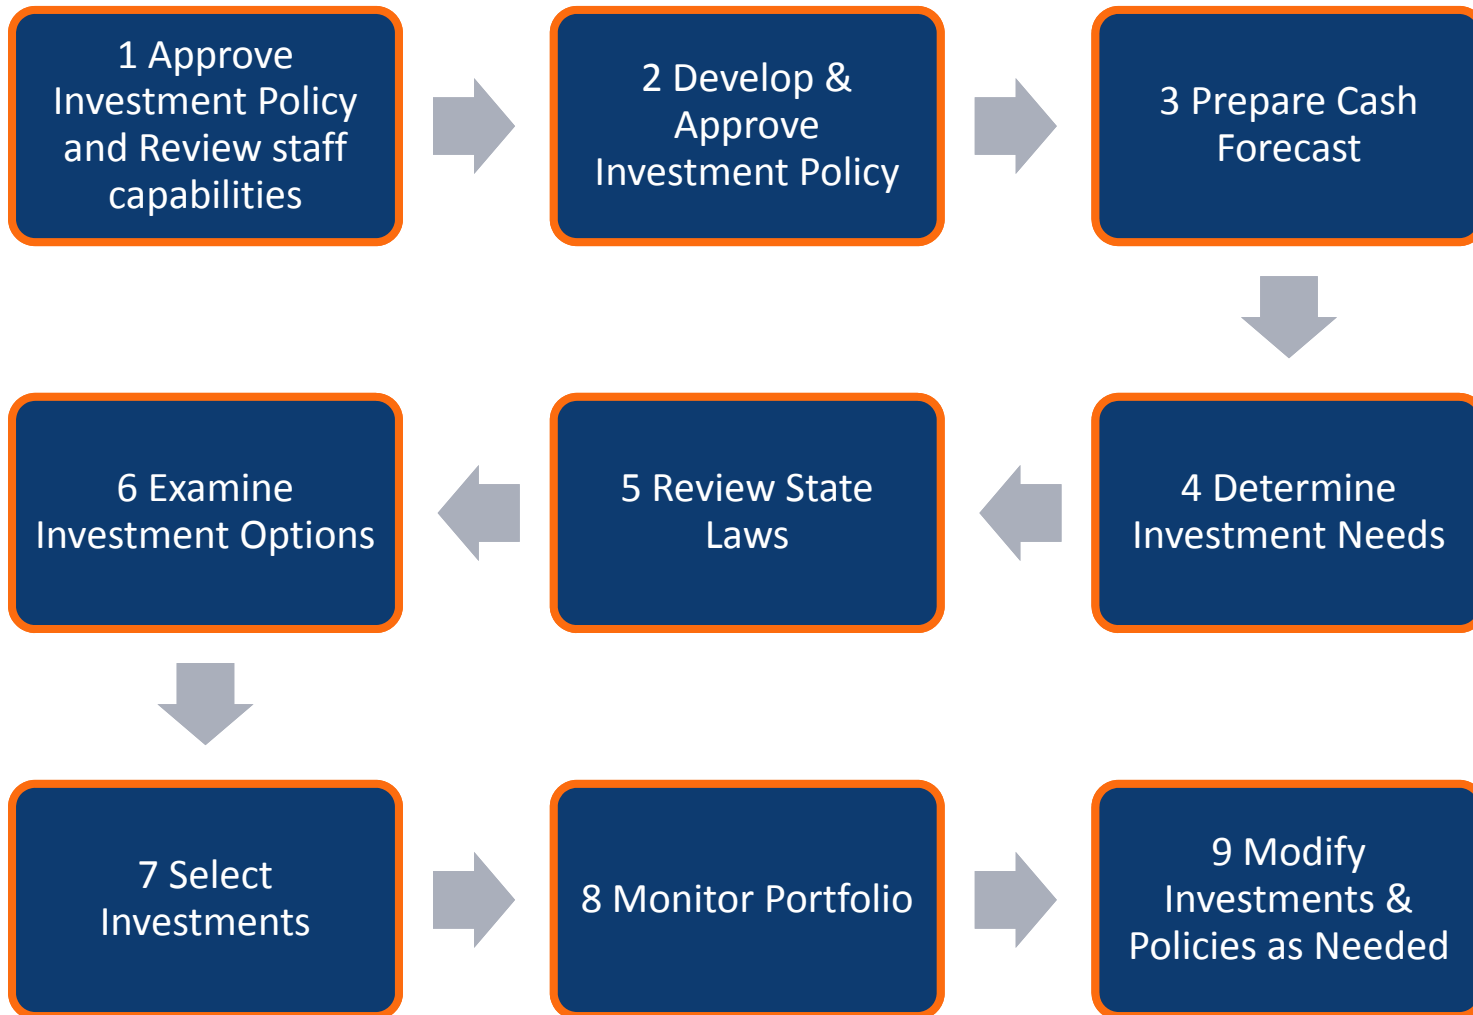 1 Approve
Investment Policy
and Review staff
capabilities
2 Develop &
Approve
Investment Policy
3 Prepare Cash
Forecast
4 Determine
Investment Needs
5 Review State
Laws
6 Examine
Investment Options
7 Select
Investments
8 Monitor Portfolio
9 Modify
Investments &
Policies as Needed